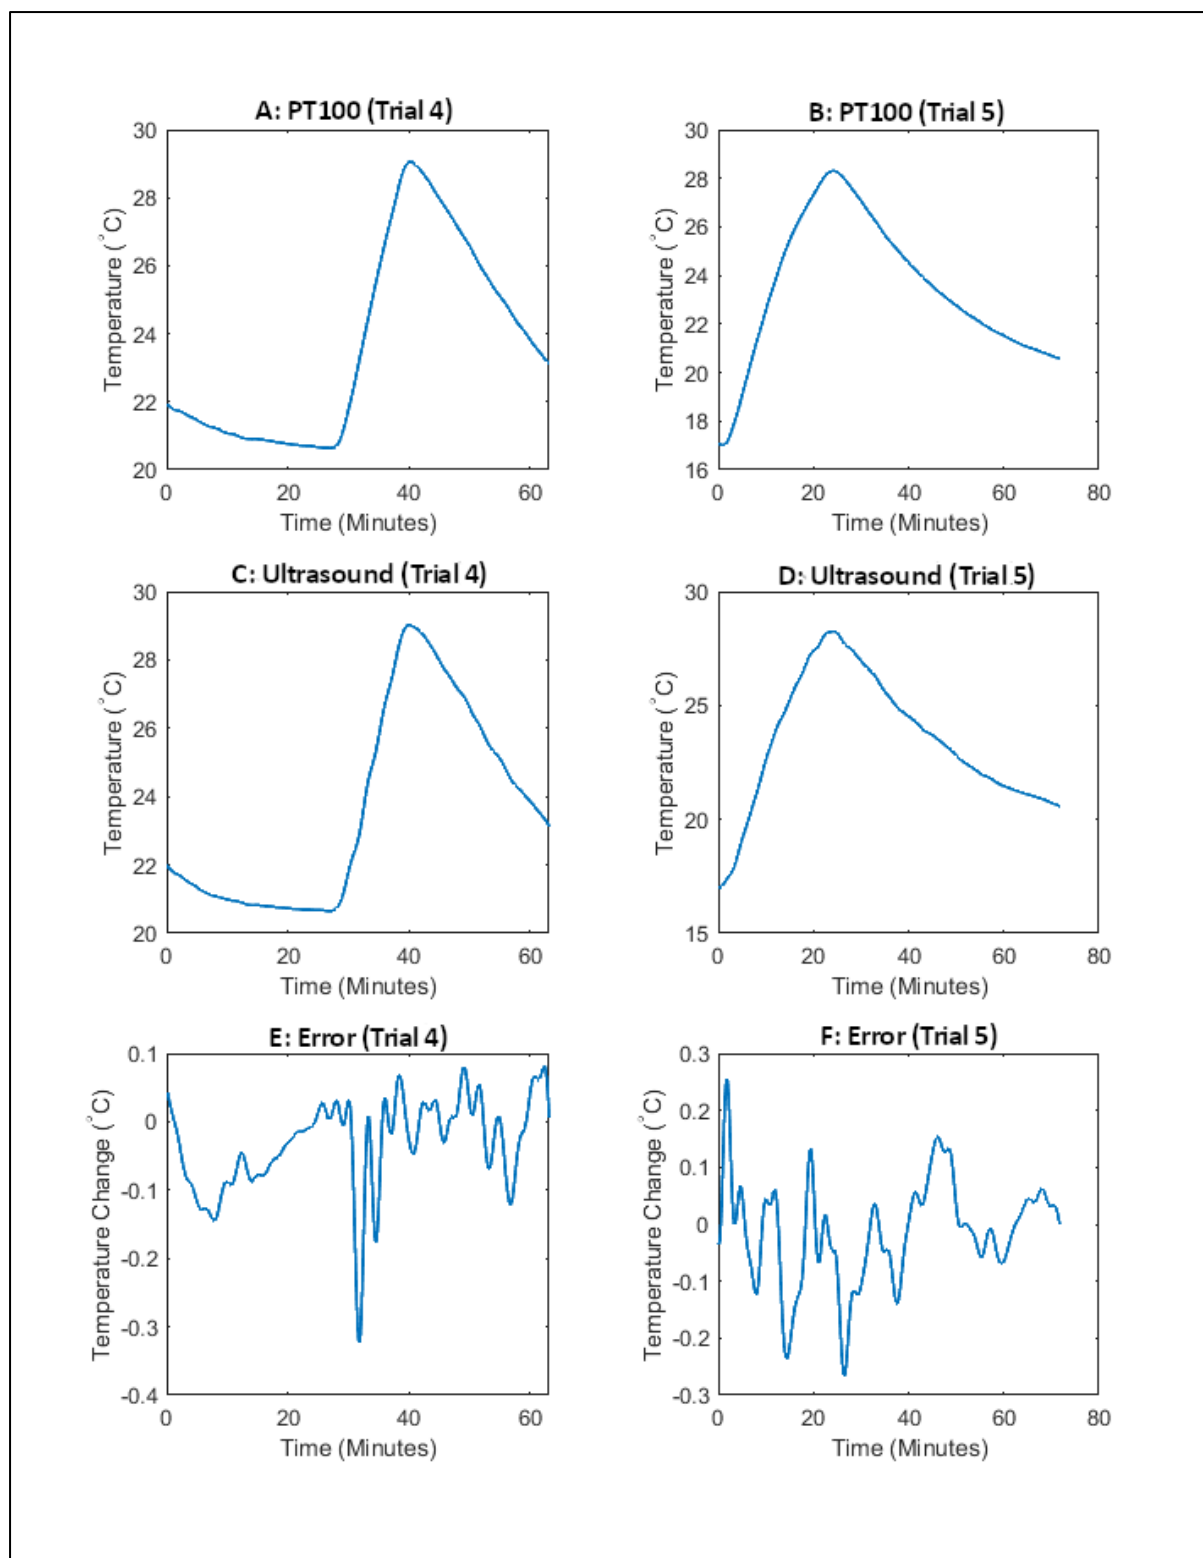 A: PT100 (Trial 4)
30
28
26
24
22
20
Temperature (°C)
0 20 40 60
Time (Minutes)
B: PT100 (Trial 5)
30
28
26
24
22
20
18
16
Temperature (°C)
0 20 40 60 80
Time (Minutes)
C: Ultrasound (Trial 4)
30
28
26
24
22
20
Temperature (°C)
0 20 40 60
Time (Minutes)
D: Ultrasound (Trial 5)
30
25
20
15
Temperature (°C)
0 20 40 60 80
Time (Minutes)
E: Error (Trial 4)
0.1
0
-0.1
-0.2
-0.3
-0.4
Temperature Change (°C)
0 20 40 60
Time (Minutes)
F: Error (Trial 5)
0.3
0.2
0.1
0
-0.1
-0.2
-0.3
Temperature Change (°C)
0 20 40 60 80
Time (Minutes)